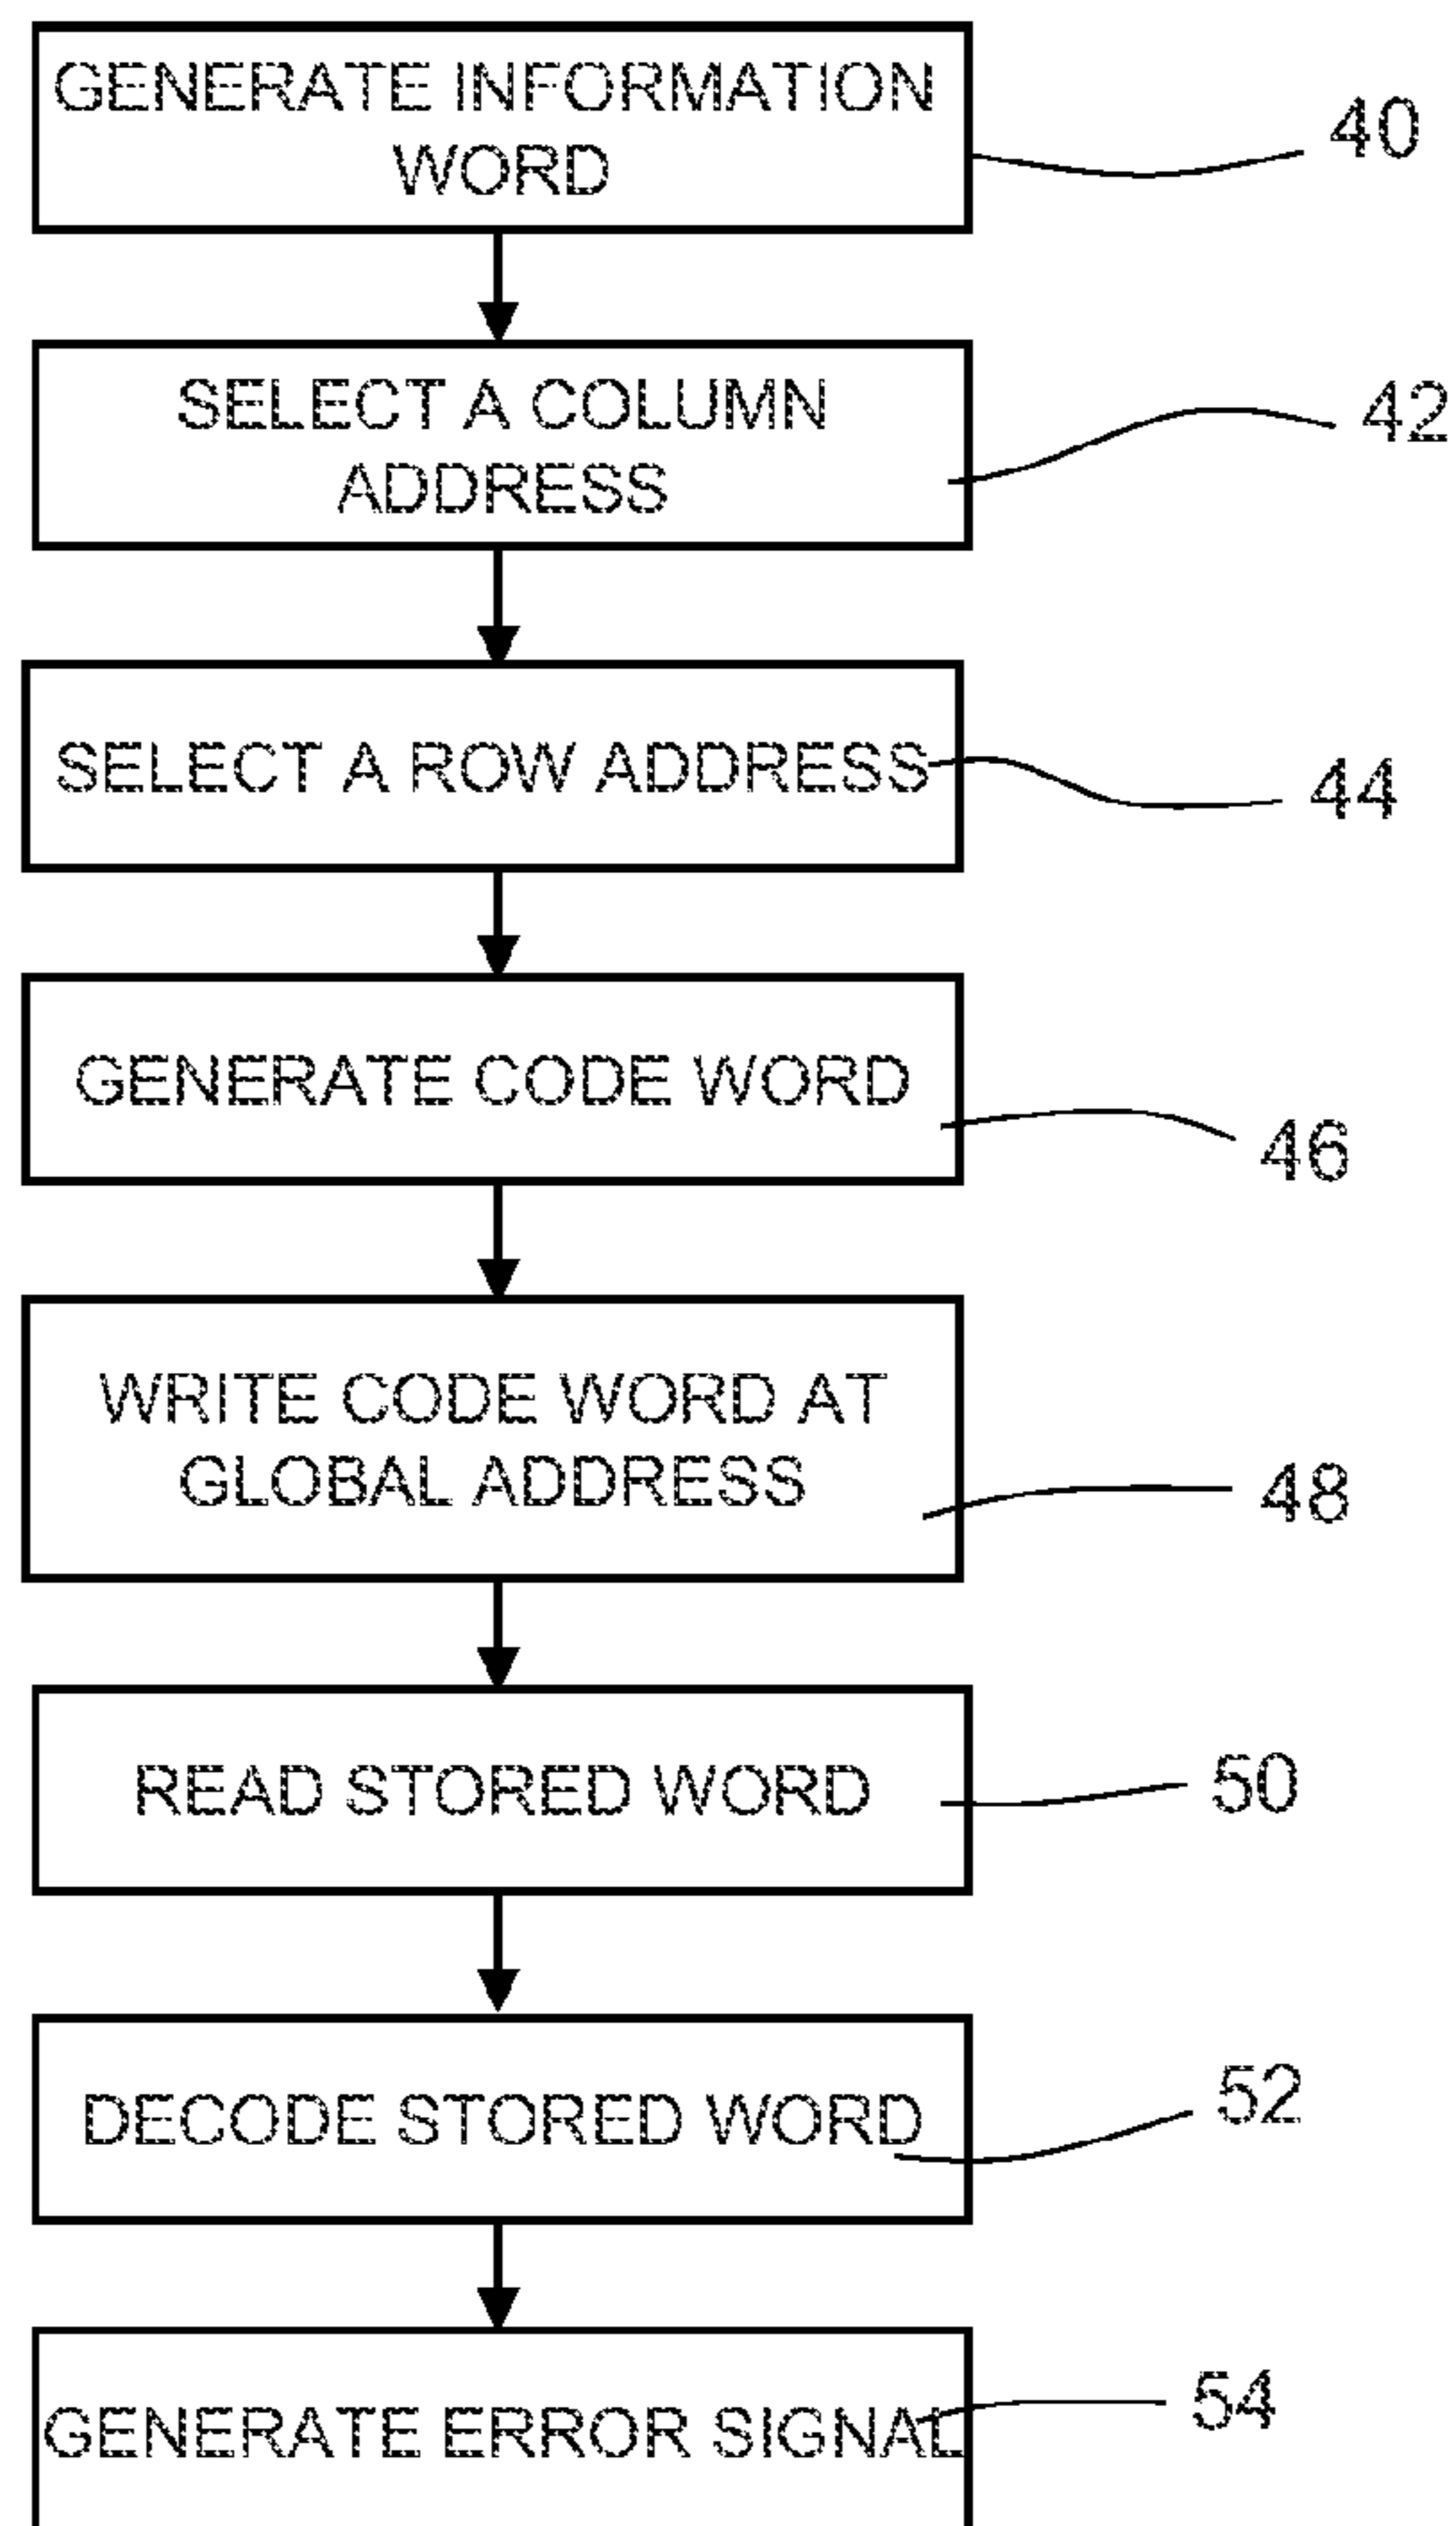 GENERATE INFORMATION
WORD
40
SELECT A COLUMN
ADDRESS
42
SELECT A ROW ADDRESS
44
GENERATE CODE WORD
46
WRITE CODE WORD AT
GLOBAL ADDRESS
48
READ STORED WORD
50
DECODE STORED WORD
52
GENERATE ERROR SIGNAL
54